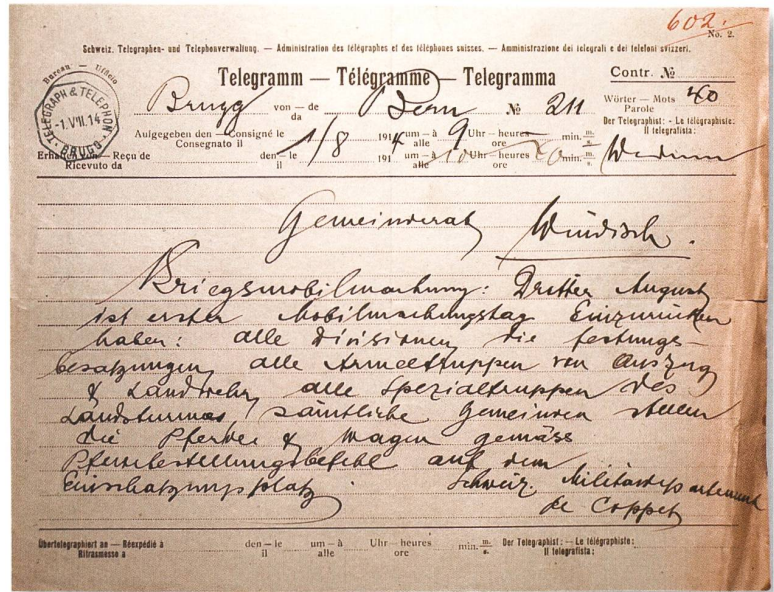 602.
No. 2.
Schweiz. Telegraphen- und Telephonverwaltung. — Administration des télégraphes et des téléphones suisses. — Amministrazione dei telegrafi e dei telefoni svizzeri.
Bureau — Ufficio
Telegramm — Télégramme — Telegramma
Contr. №
TELEGRAPH & TELEPHON
-1.VIII.14
BRUGG
Brugg von — de da Bern № 211
Wörter — Mots Parole 40
Aufgegeben den — Consigné le Consegnato il 1/8 1914 um — à alle 9 Uhr — heures ore — min. m. s.
Der Telegraphist: - Le télégraphiste: Il telegrafista:
Erhalten — Reçu de Ricevuto da den — le il 191 um — à alle 10 Uhr — heures ore 20 min. m. s.
Gemeinderat Windisch.
Kriegsmobilmachung: Dritter August
ist erster Mobilmachungstag Einzurücken
haben: alle Divisionen, die Festungs-
besatzungen, alle Armeetruppen von Auszug
& Landwehr, alle Spezialtruppen des
Landsturmes, sämtliche Gemeinden stellen
die Pferde & Wagen gemäss
Pferdestellungsbefehl auf dem
Einschatzungsplatz.
Schweiz. Militärdepartement
de Coppet
Übertelegraphiert an — Réexpédié à Ritrasmesso a den — le il um — à alle Uhr — heures ore min. m. s. Der Telegraphist: — Le télégraphiste: Il telegrafista: